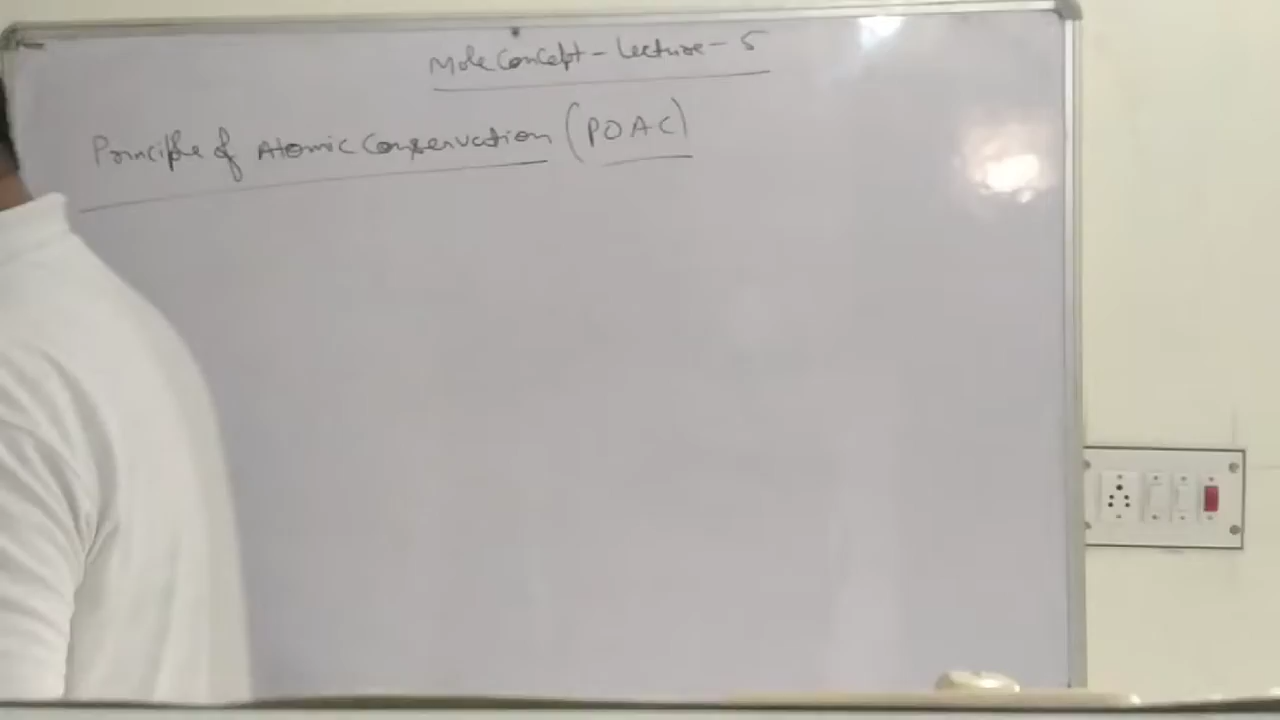 Mole Concept - Lecture - 5
Principle of Atomic Conservation (POAC)